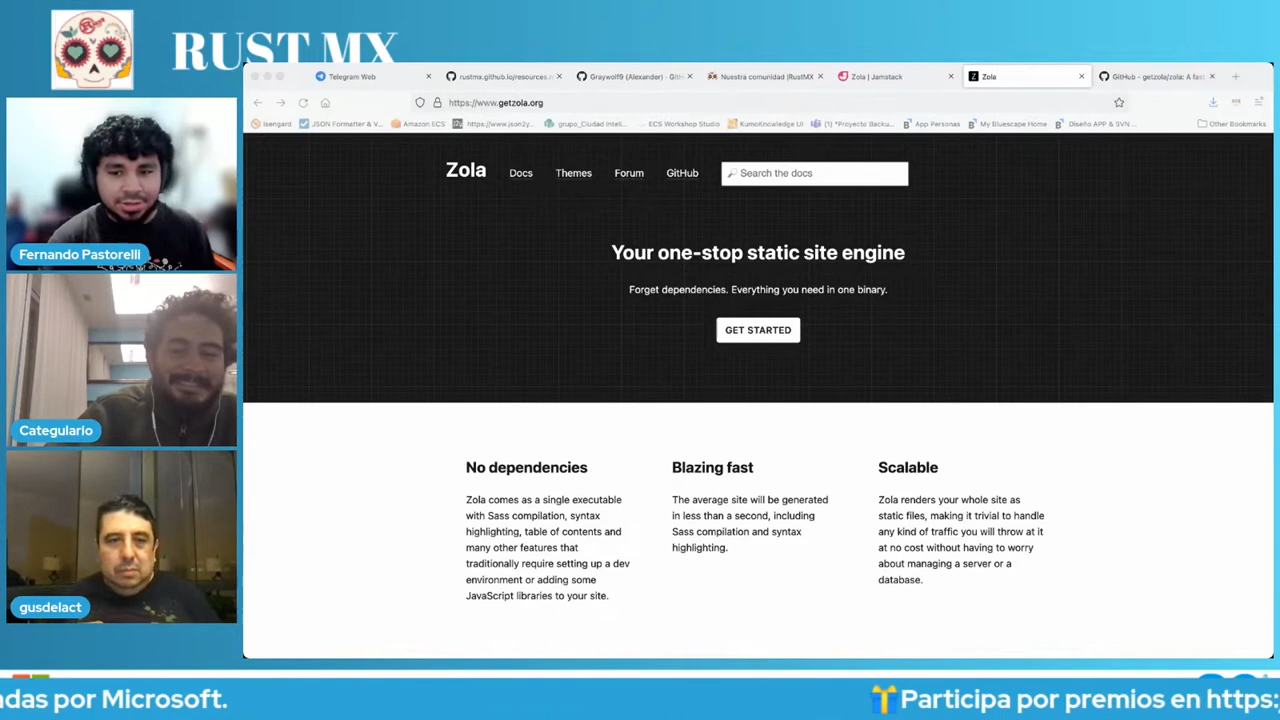 RUST MX
Telegram Web
rustmx.github.io/resources.
Graywolf9 (Alexander) · GitH
Nuestra comunidad |RustMX
Zola | Jamstack
Zola
GitHub - getzola/zola: A fast
https://www.getzola.org
Isengard
JSON Formatter & V...
Amazon ECS
https://www.json2y...
grupo_Ciudad Inteli...
ECS Workshop Studio
KumoKnowledge UI
(1) *Proyecto Backu...
App Personas
My Bluescape Home
Diseño APP & SVN ...
Other Bookmarks
Zola
Docs
Themes
Forum
GitHub
Search the docs
Your one-stop static site engine
Forget dependencies. Everything you need in one binary.
GET STARTED
No dependencies
Zola comes as a single executable
with Sass compilation, syntax
highlighting, table of contents and
many other features that
traditionally require setting up a dev
environment or adding some
JavaScript libraries to your site.
Blazing fast
The average site will be generated
in less than a second, including
Sass compilation and syntax
highlighting.
Scalable
Zola renders your whole site as
static files, making it trivial to handle
any kind of traffic you will throw at it
at no cost without having to worry
about managing a server or a
database.
Fernando Pastorelli
Categulario
gusdelact
adas por Microsoft.
Participa por premios en https: